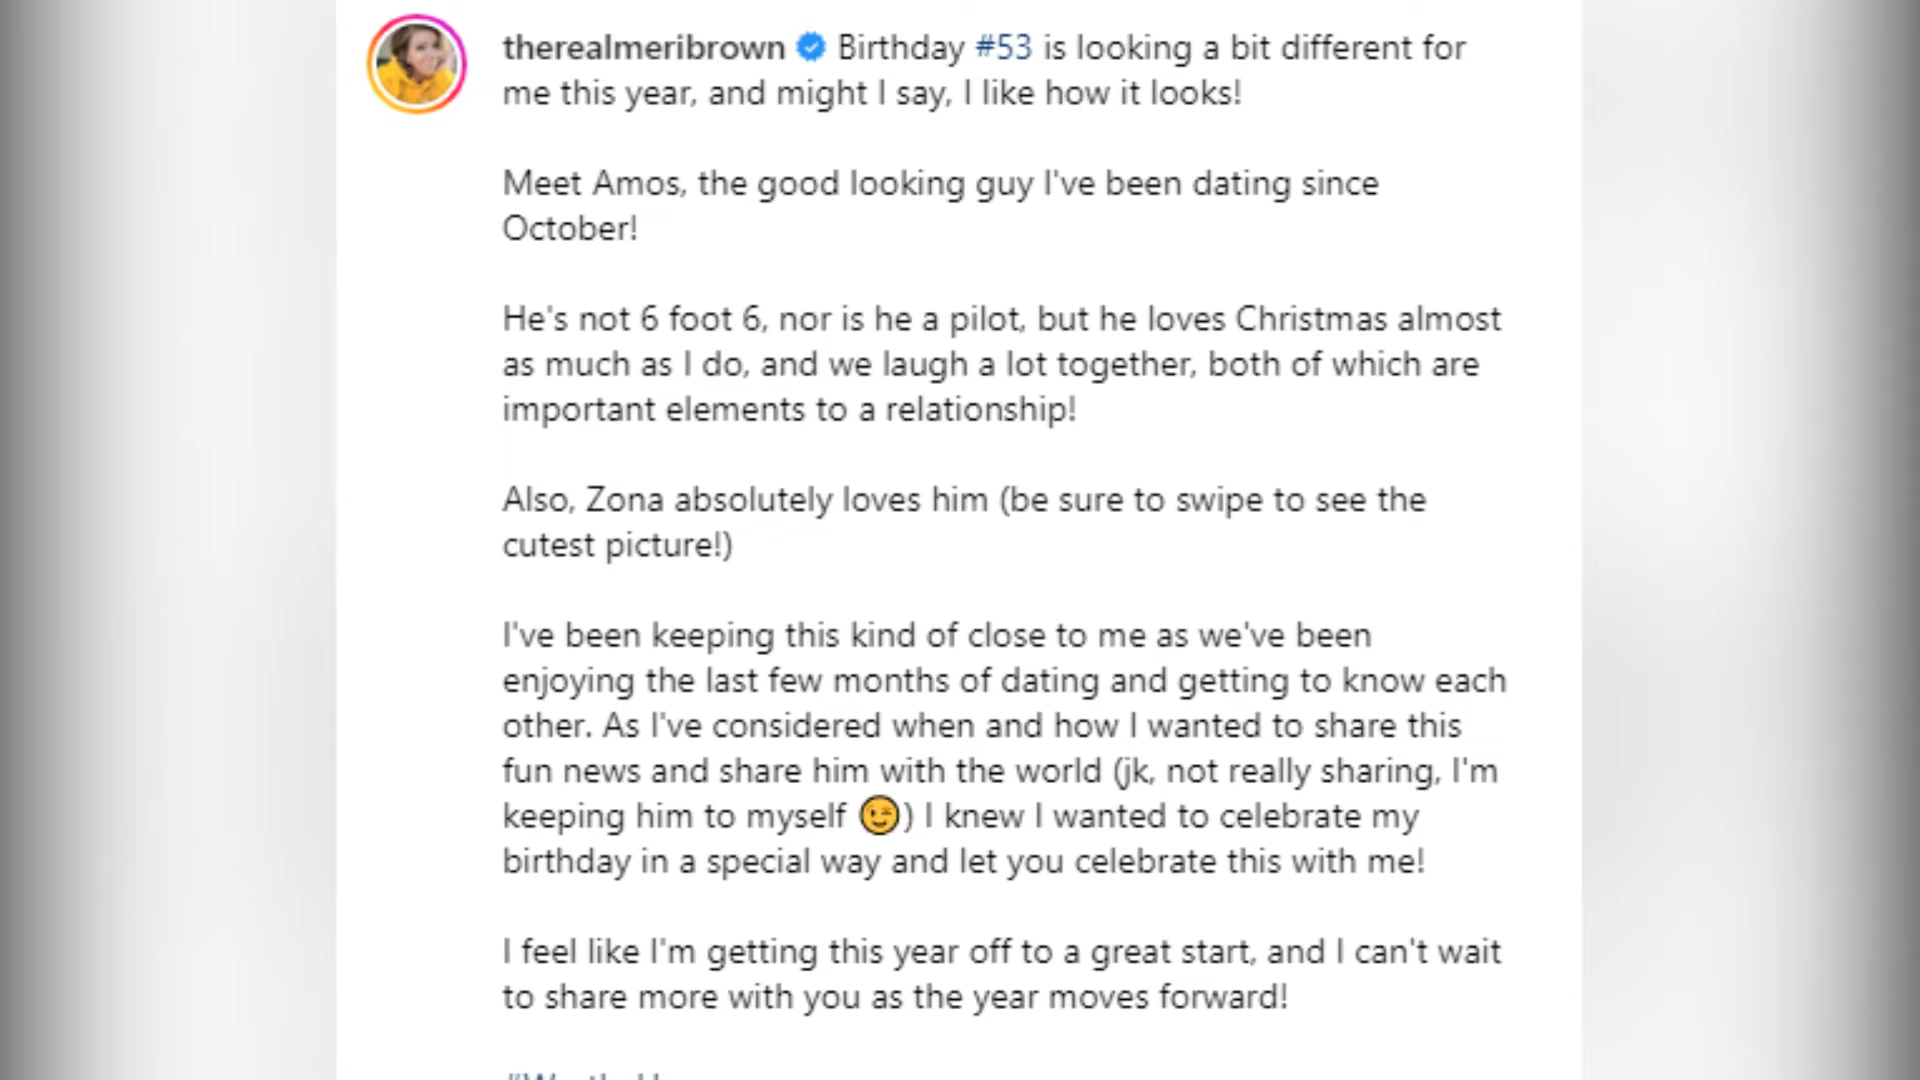 therealmeribrown Birthday #53 is looking a bit different for
me this year, and might I say, I like how it looks!
Meet Amos, the good looking guy I've been dating since
October!
He's not 6 foot 6, nor is he a pilot, but he loves Christmas almost
as much as I do, and we laugh a lot together, both of which are
important elements to a relationship!
Also, Zona absolutely loves him (be sure to swipe to see the
cutest picture!)
I've been keeping this kind of close to me as we've been
enjoying the last few months of dating and getting to know each
other. As I've considered when and how I wanted to share this
fun news and share him with the world (jk, not really sharing, I'm
keeping him to myself 😉) I knew I wanted to celebrate my
birthday in a special way and let you celebrate this with me!
I feel like I'm getting this year off to a great start, and I can't wait
to share more with you as the year moves forward!